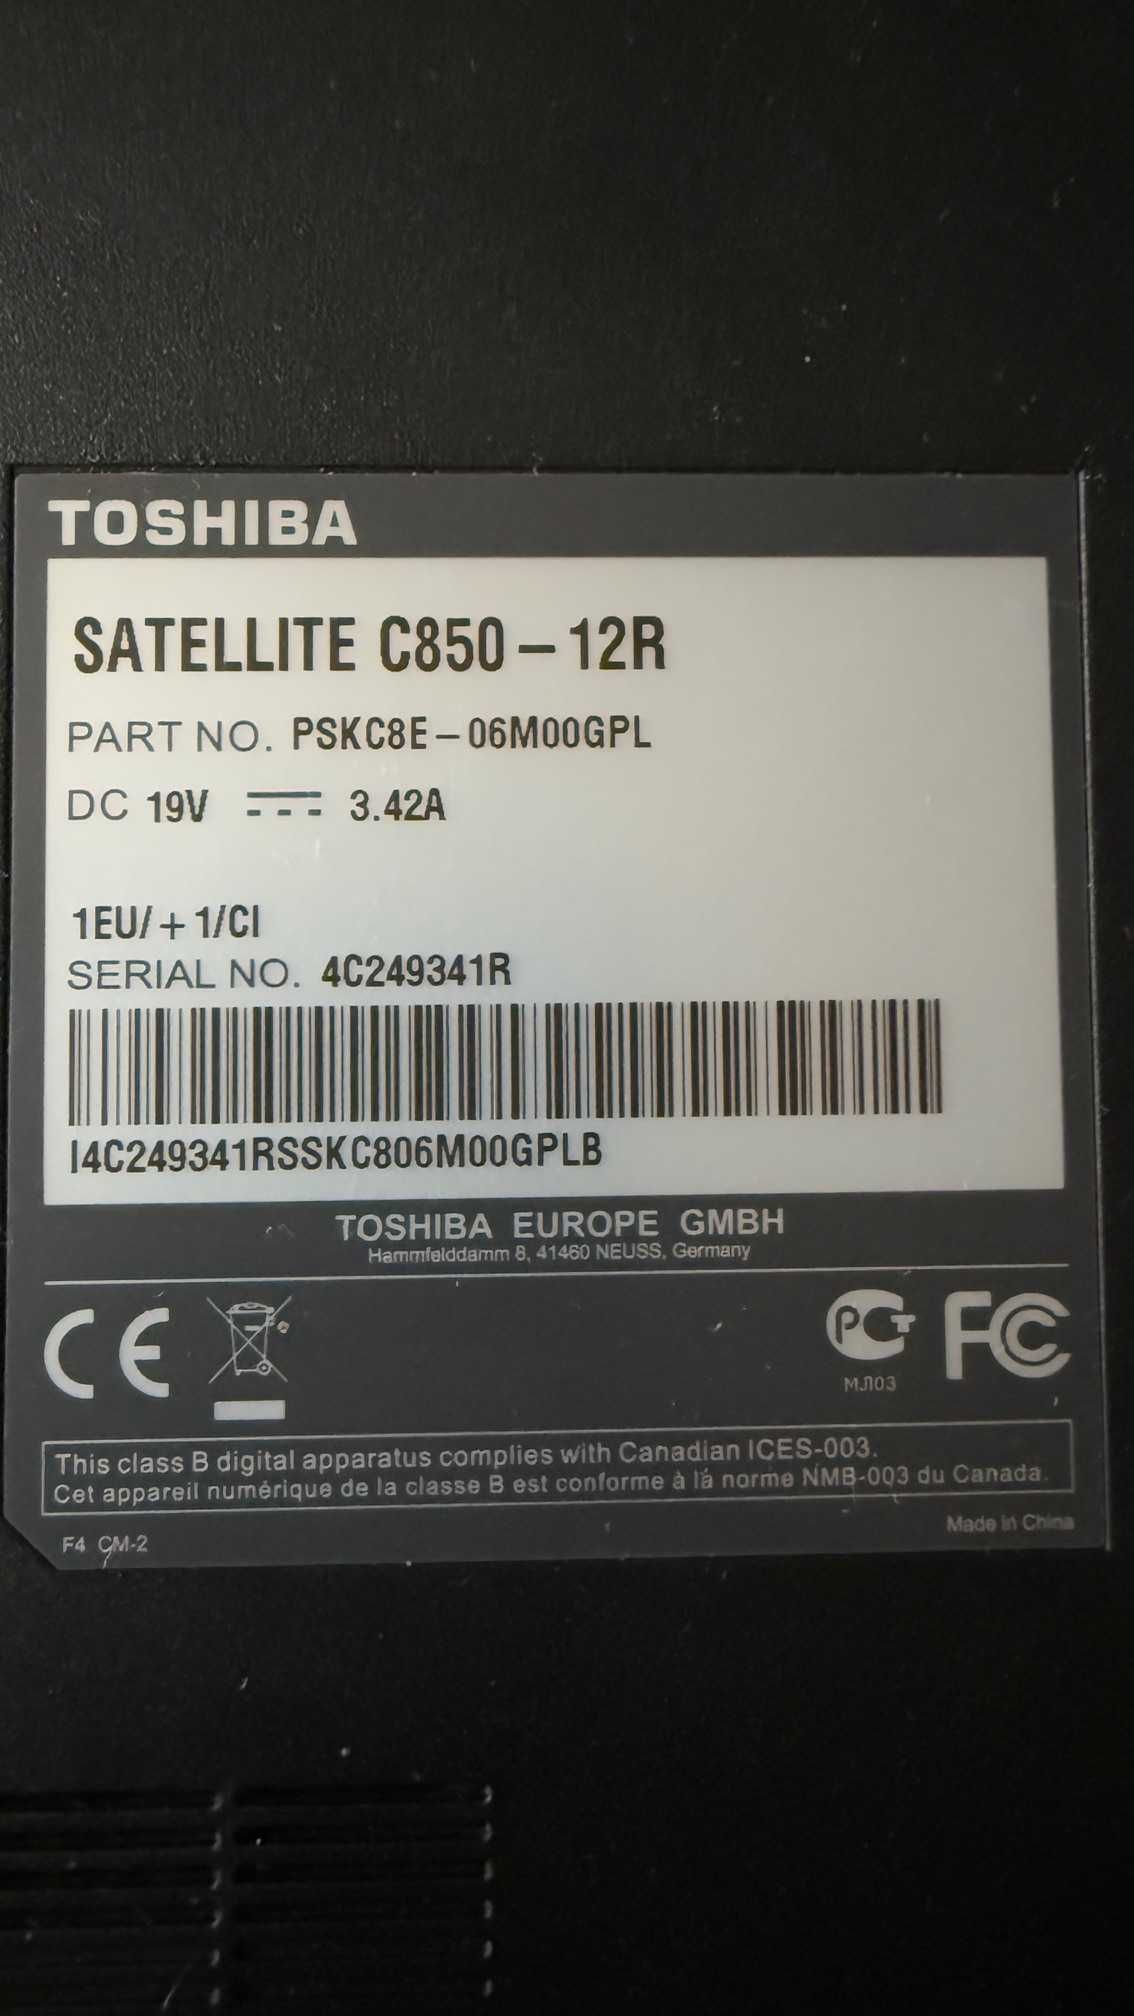 TOSHIBA
SATELLITE C850-12R
PART NO. PSKC8E-06M00GPL
DC 19V ⎓ 3.42A
1EU/+1/CI
SERIAL NO. 4C249341R
I4C249341RSSKC806M00GPLB
TOSHIBA EUROPE GMBH
Hammfelddamm 8, 41460 NEUSS, Germany
CE
PCT FC
МЛ03
This class B digital apparatus complies with Canadian ICES-003.
Cet appareil numérique de la classe B est conforme à la norme NMB-003 du Canada.
Made in China
F4 CM-2